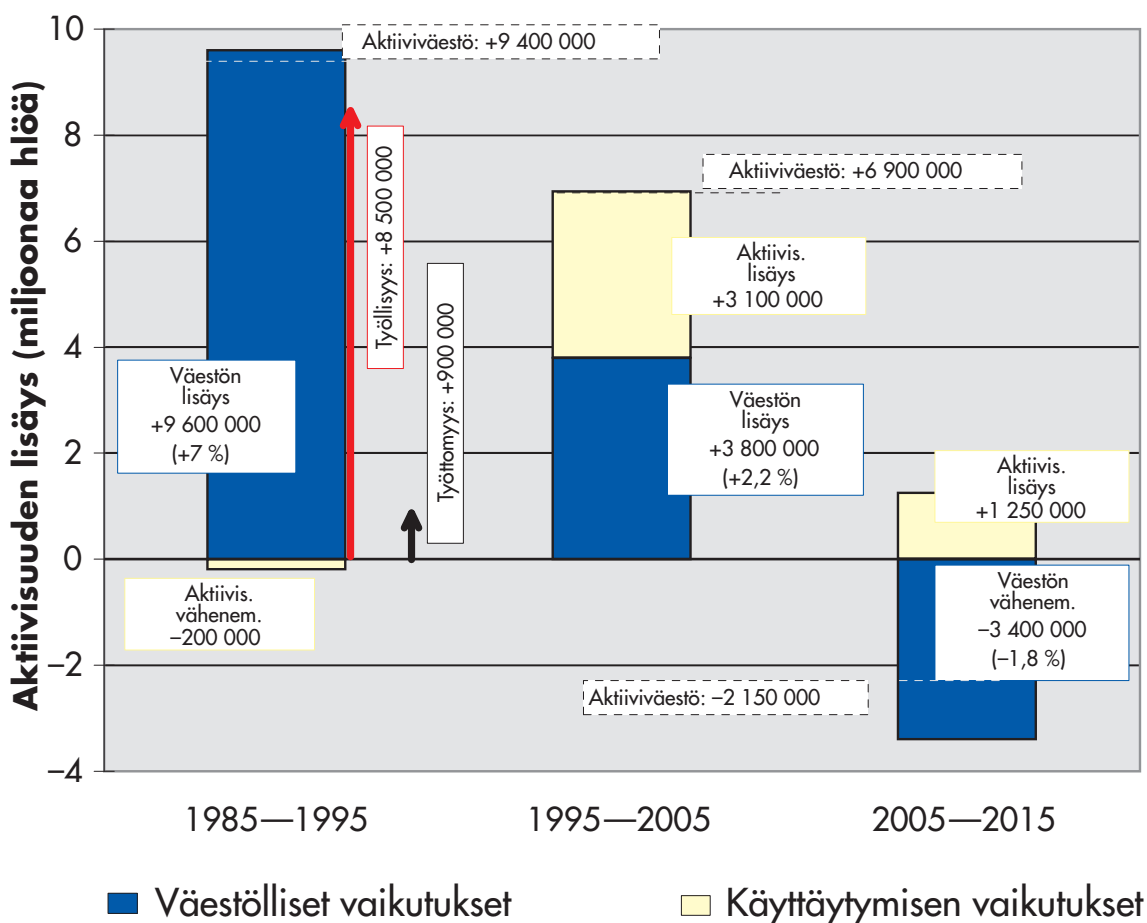 Aktiivisuuden lisäys (miljoonaa hlöä)
10
8
6
4
2
0
–2
–4
Aktiiviväestö: +9 400 000
Työllisyys: +8 500 000
Työttomyys: +900 000
Väestön
lisäys
+9 600 000
(+7 %)
Aktiivis.
vähenem.
–200 000
Aktiiviväestö: +6 900 000
Aktiivis.
lisäys
+3 100 000
Väestön
lisäys
+3 800 000
(+2,2 %)
Aktiivis.
lisäys
+1 250 000
Väestön
vähenem.
–3 400 000
(–1,8 %)
Aktiiviväestö: –2 150 000
1985—1995
1995—2005
2005—2015
Väestölliset vaikutukset
Käyttäytymisen vaikutukset